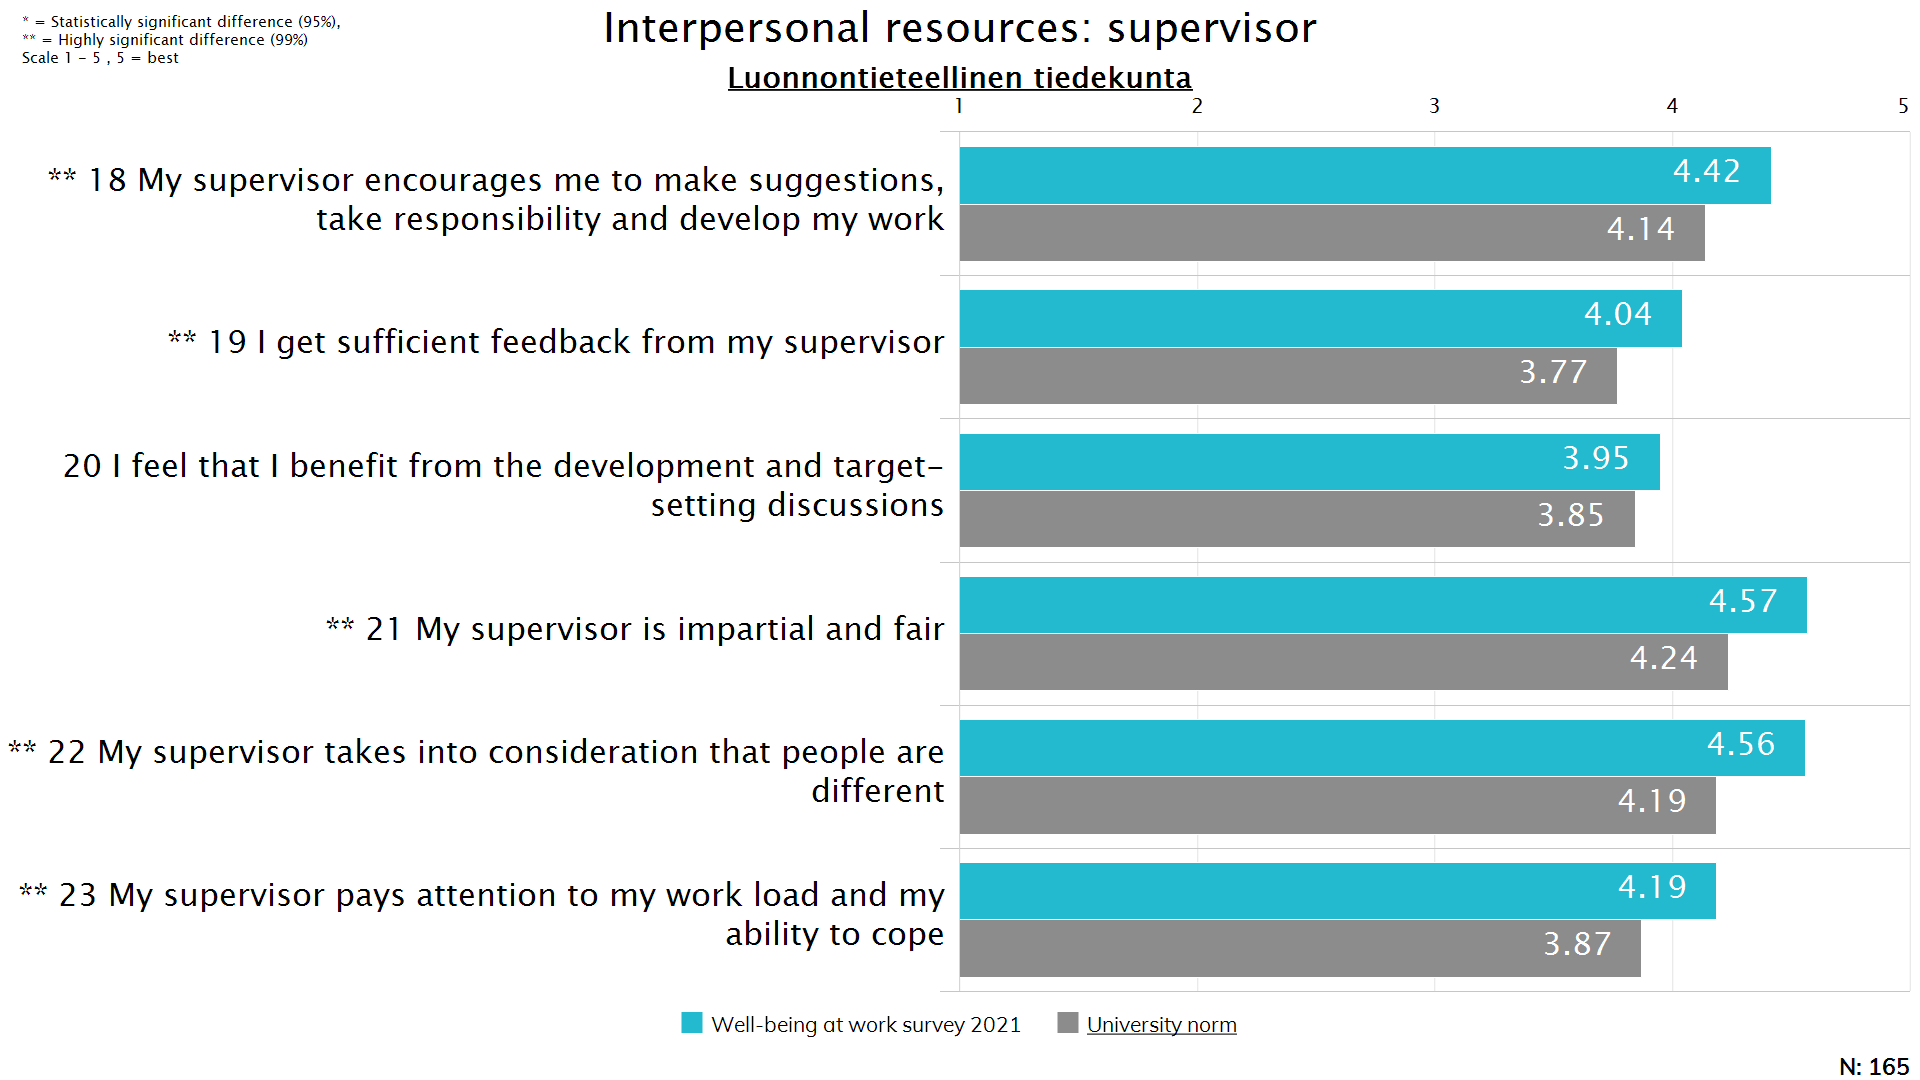 * = Statistically significant difference (95%),
** = Highly significant difference (99%)
Scale 1 - 5 , 5 = best
Interpersonal resources: supervisor
Luonnontieteellinen tiedekunta
1 2 3 4 5
** 18 My supervisor encourages me to make suggestions,
take responsibility and develop my work
4.42
4.14
** 19 I get sufficient feedback from my supervisor
4.04
3.77
20 I feel that I benefit from the development and target-
setting discussions
3.95
3.85
** 21 My supervisor is impartial and fair
4.57
4.24
** 22 My supervisor takes into consideration that people are
different
4.56
4.19
** 23 My supervisor pays attention to my work load and my
ability to cope
4.19
3.87
Well-being at work survey 2021 University norm
N: 165